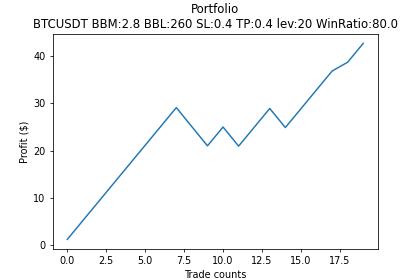 Portfolio
BTCUSDT BBM:2.8 BBL:260 SL:0.4 TP:0.4 lev:20 WinRatio:80.0
40
30
20
10
0
Profit ($)
0.0 2.5 5.0 7.5 10.0 12.5 15.0 17.5
Trade counts